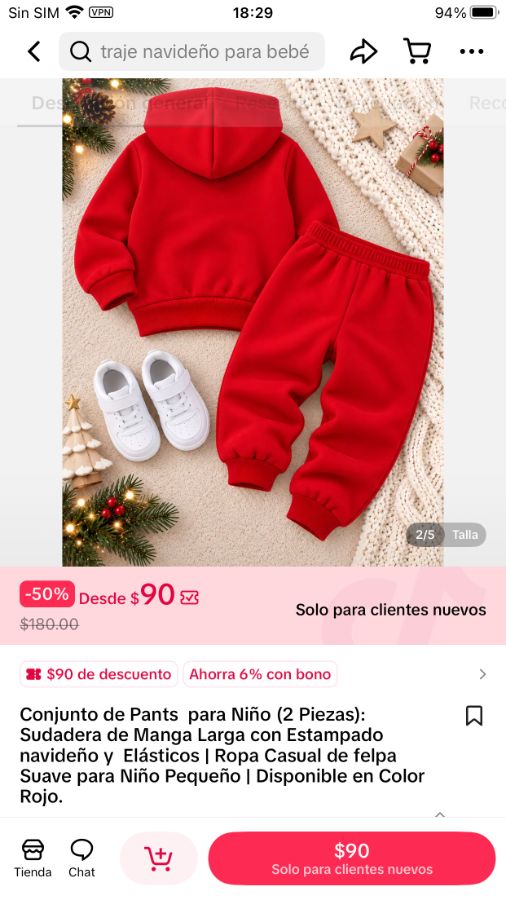 Sin SIM VPN 18:29 94%
traje navideño para bebé
Descripción general Reco
2/5 Talla
-50% Desde $90
Solo para clientes nuevos
$180.00
$90 de descuento Ahorra 6% con bono
Conjunto de Pants para Niño (2 Piezas):
Sudadera de Manga Larga con Estampado
navideño y Elásticos | Ropa Casual de felpa
Suave para Niño Pequeño | Disponible en Color
Rojo.
$90
Tienda Chat Solo para clientes nuevos